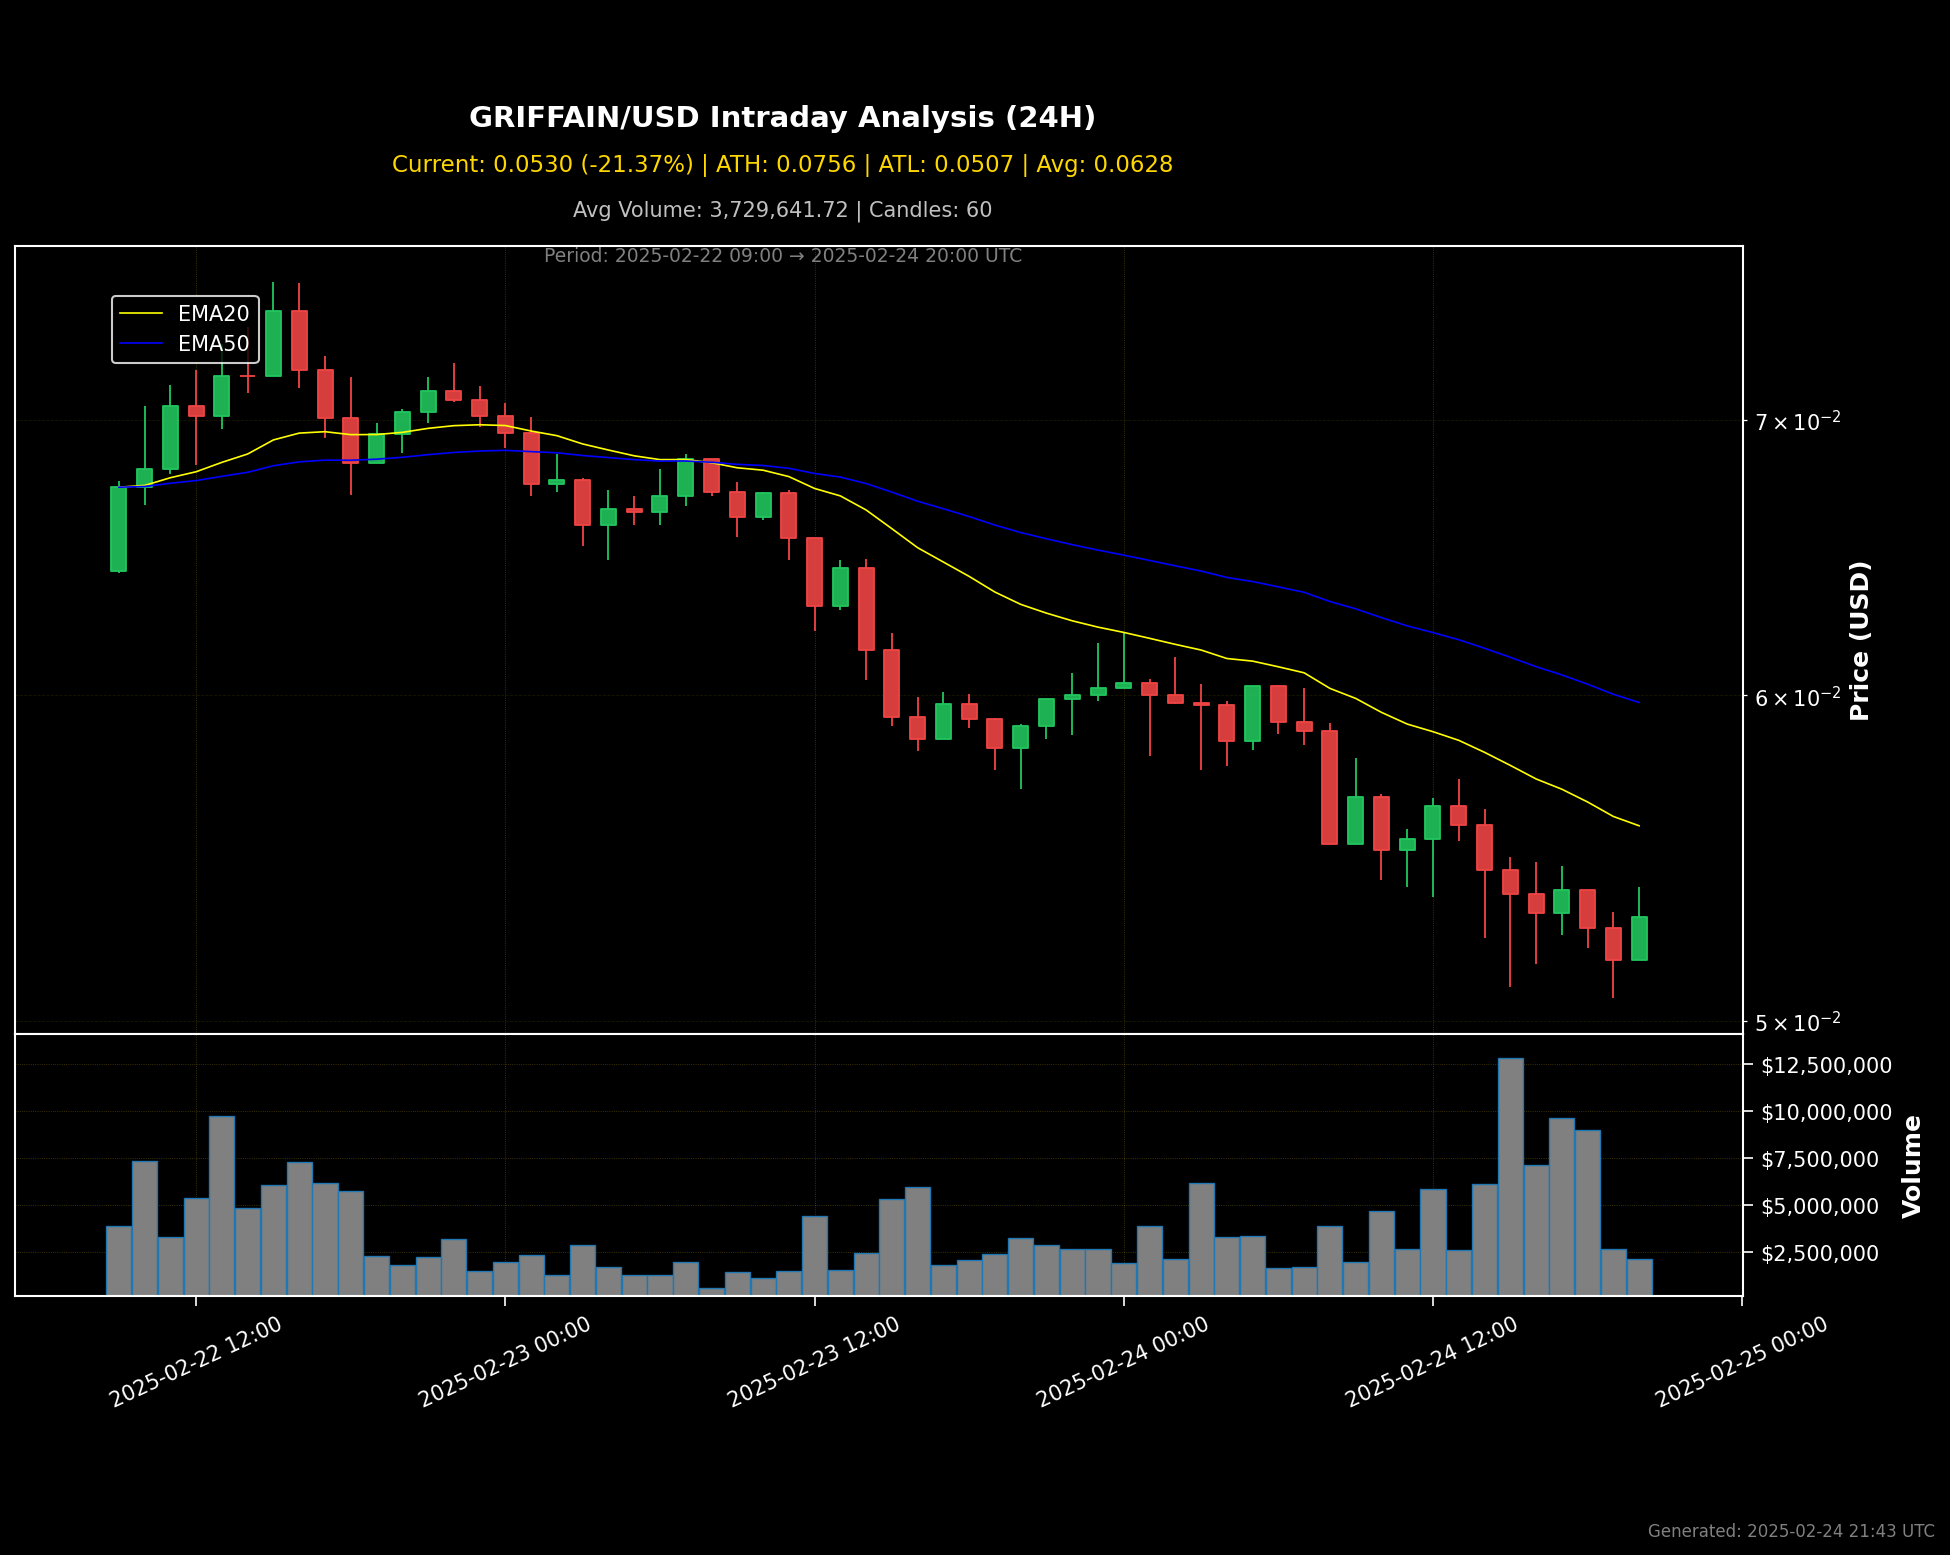 GRIFFAIN/USD Intraday Analysis (24H)
Current: 0.0530 (-21.37%) | ATH: 0.0756 | ATL: 0.0507 | Avg: 0.0628
Avg Volume: 3,729,641.72 | Candles: 60
Period: 2025-02-22 09:00 → 2025-02-24 20:00 UTC
EMA20
EMA50
7 × 10⁻²
6 × 10⁻²
5 × 10⁻²
Price (USD)
$12,500,000
$10,000,000
$7,500,000
$5,000,000
$2,500,000
Volume
2025-02-22 12:00
2025-02-23 00:00
2025-02-23 12:00
2025-02-24 00:00
2025-02-24 12:00
2025-02-25 00:00
Generated: 2025-02-24 21:43 UTC